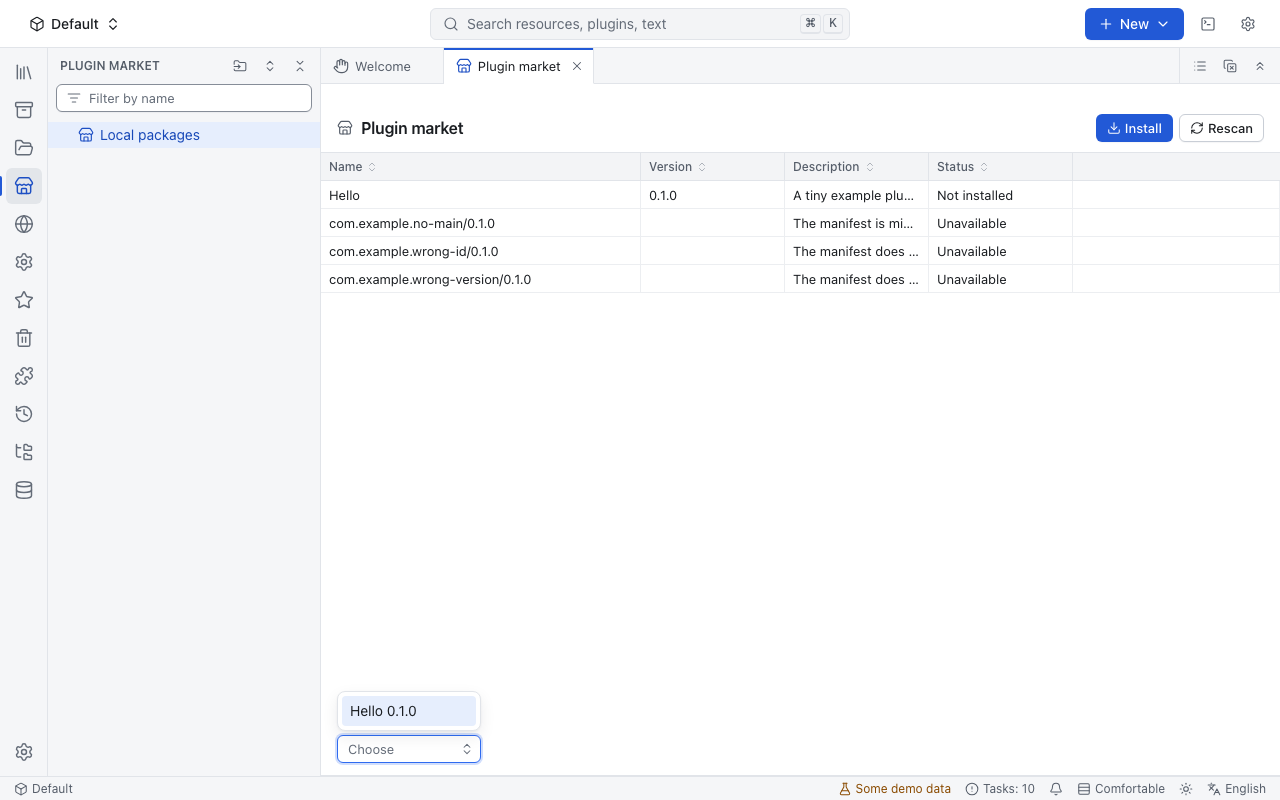 Default
Search resources, plugins, text
⌘ K
New
PLUGIN MARKET
Filter by name
Local packages
Welcome
Plugin market
Plugin market
Install
Rescan
Name Version Description Status
Hello 0.1.0 A tiny example plu... Not installed
com.example.no-main/0.1.0 The manifest is mi... Unavailable
com.example.wrong-id/0.1.0 The manifest does ... Unavailable
com.example.wrong-version/0.1.0 The manifest does ... Unavailable
Hello 0.1.0
Choose
Default
Some demo data
Tasks: 10
Comfortable
English